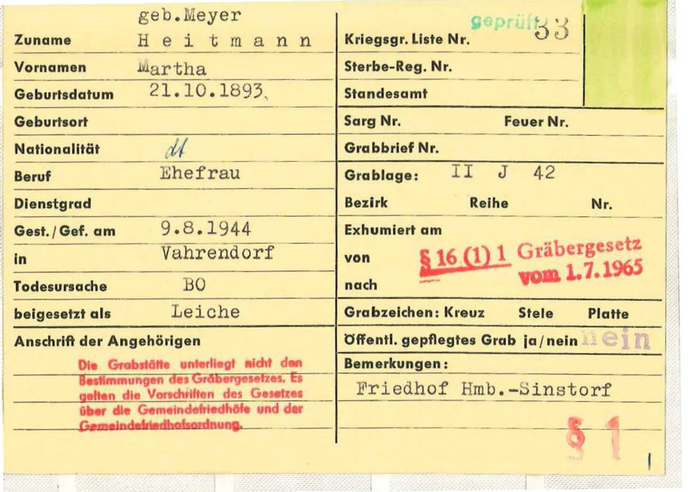 geb.Meyer
Zuname Heitmann
Vornamen Martha
Geburtsdatum 21.10.1893.
Geburtsort
Nationalität dt
Beruf Ehefrau
Dienstgrad
Gest./Gef. am 9.8.1944
in Vahrendorf
Todesursache BO
beigesetzt als Leiche
Anschrift der Angehörigen
Die Grabstätte unterliegt nicht den
Bestimmungen des Gräbergesetzes. Es
gelten die Vorschriften des Gesetzes
über die Gemeindefriedhöfe und der
Gemeindefriedhofsordnung.
geprüft
Kriegsgr. Liste Nr. 33
Sterbe-Reg. Nr.
Standesamt
Sarg Nr. Feuer Nr.
Grabbrief Nr.
Grablage: II J 42
Bezirk Reihe Nr.
Exhumiert am
von § 16 (1) 1 Gräbergesetz
vom 1.7.1965
nach
Grabzeichen: Kreuz Stele Platte
Öffentl. gepflegtes Grab ja/nein nein
Bemerkungen:
Friedhof Hmb.-Sinstorf
§ 1